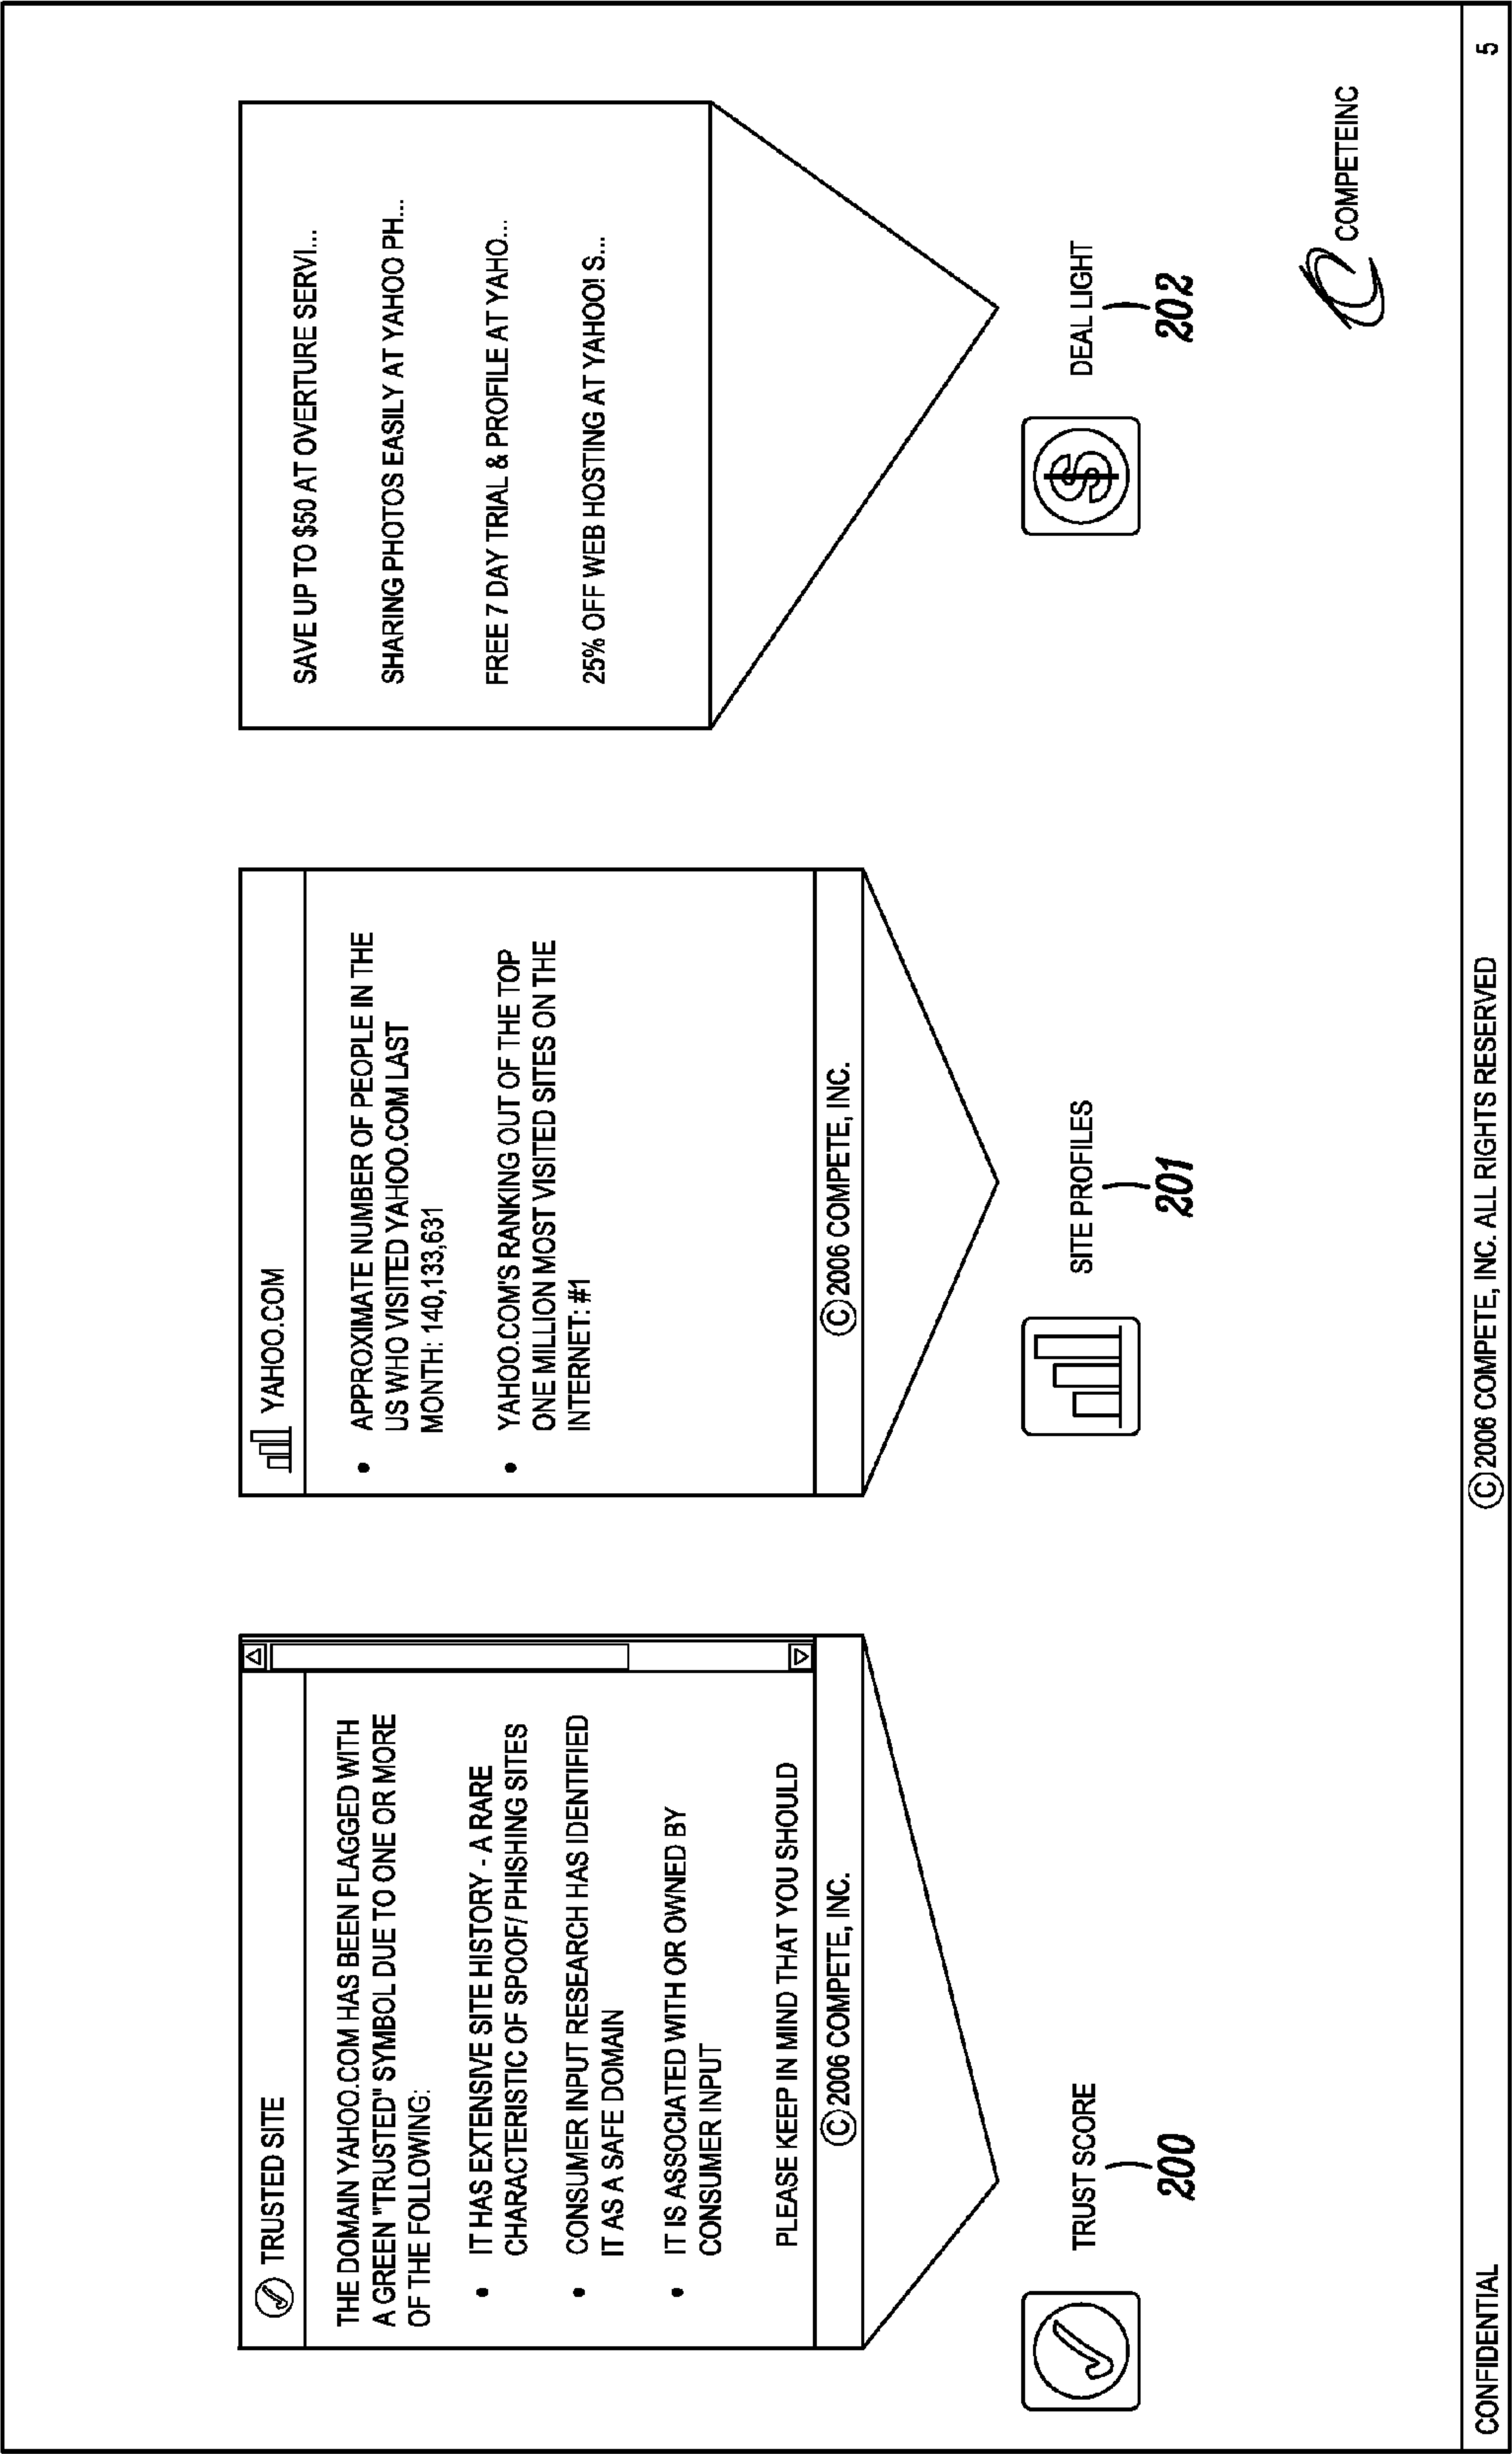 TRUSTED SITE
THE DOMAIN YAHOO.COM HAS BEEN FLAGGED WITH
A GREEN "TRUSTED" SYMBOL DUE TO ONE OR MORE
OF THE FOLLOWING:
• IT HAS EXTENSIVE SITE HISTORY - A RARE
CHARACTERISTIC OF SPOOF/ PHISHING SITES
• CONSUMER INPUT RESEARCH HAS IDENTIFIED
IT AS A SAFE DOMAIN
• IT IS ASSOCIATED WITH OR OWNED BY
CONSUMER INPUT
PLEASE KEEP IN MIND THAT YOU SHOULD
© 2006 COMPETE, INC.
TRUST SCORE
200
YAHOO.COM
• APPROXIMATE NUMBER OF PEOPLE IN THE
US WHO VISITED YAHOO.COM LAST
MONTH: 140,133,631
• YAHOO.COM'S RANKING OUT OF THE TOP
ONE MILLION MOST VISITED SITES ON THE
INTERNET: #1
© 2006 COMPETE, INC.
SITE PROFILES
201
SAVE UP TO $50 AT OVERTURE SERVI...
SHARING PHOTOS EASILY AT YAHOO PH...
FREE 7 DAY TRIAL & PROFILE AT YAHO...
25% OFF WEB HOSTING AT YAHOO! S...
$
DEAL LIGHT
202
COMPETEINC
CONFIDENTIAL
© 2006 COMPETE, INC. ALL RIGHTS RESERVED
5